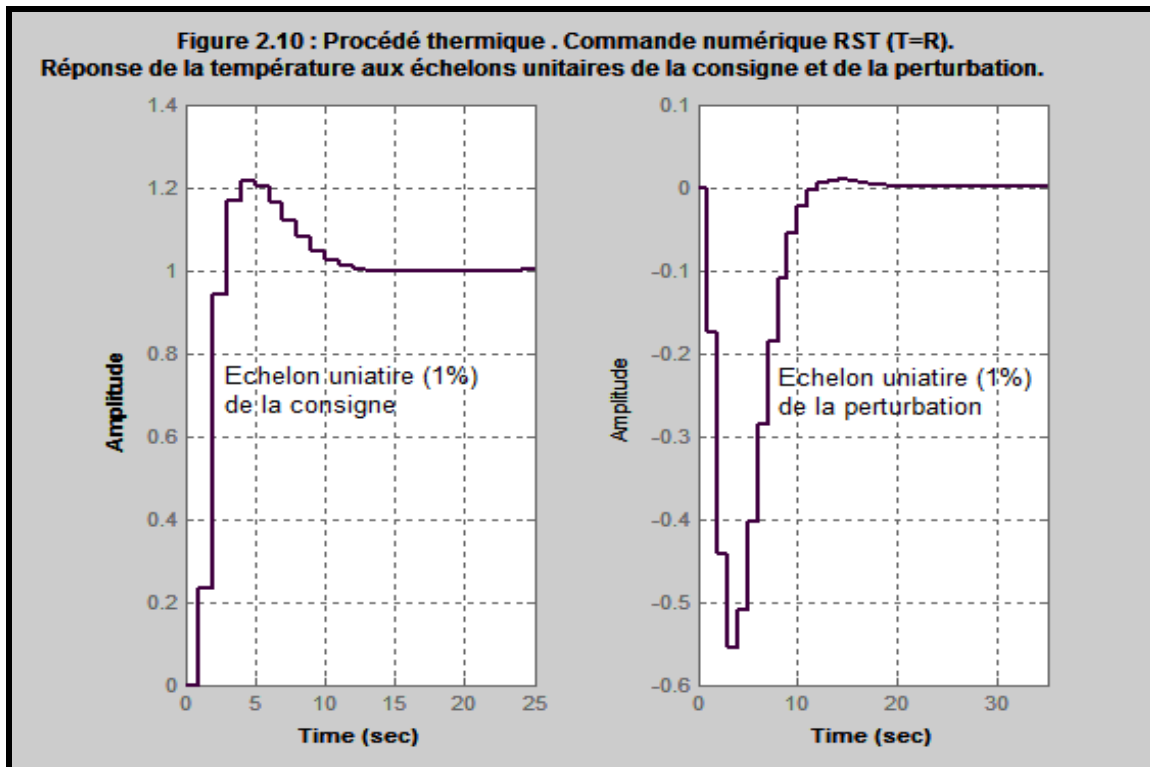 Figure 2.10 : Procédé thermique . Commande numérique RST (T=R).
Réponse de la température aux échelons unitaires de la consigne et de la perturbation.
1.4
1.2
1
0.8
0.6
0.4
0.2
0
Amplitude
Echelon uniatire (1%)
de la consigne
0 5 10 15 20 25
Time (sec)
0.1
0
-0.1
-0.2
-0.3
-0.4
-0.5
-0.6
Amplitude
Echelon uniatire (1%)
de la perturbation
0 10 20 30
Time (sec)